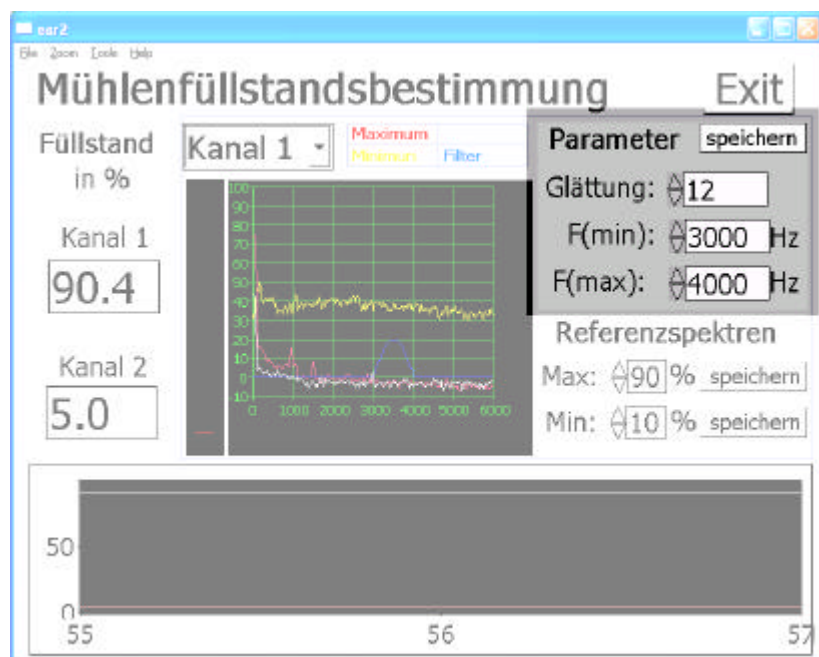 ear2
File Zoom Tools Help
Mühlenfüllstandsbestimmung Exit
Füllstand
in %
Kanal 1
90.4
Kanal 2
5.0
Kanal 1
Maximum
Minimum Filter
100
90
80
70
60
50
40
30
20
10
0
-10
0 1000 2000 3000 4000 5000 6000
Parameter speichern
Glättung: 12
F(min): 3000 Hz
F(max): 4000 Hz
Referenzspektren
Max: 90 % speichern
Min: 10 % speichern
50
0
55 56 57